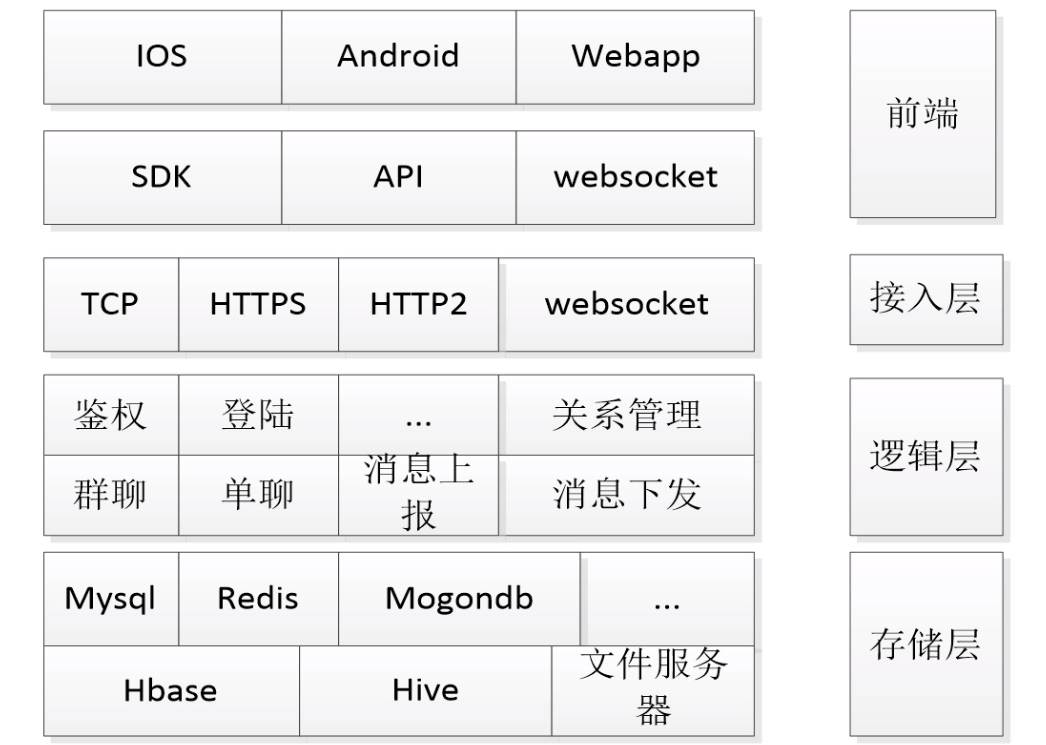 IOS Android Webapp
前端
SDK API websocket
TCP HTTPS HTTP2 websocket
接入层
鉴权 登陆 ... 关系管理
逻辑层
群聊 单聊 消息上
报 消息下发
Mysql Redis Mogondb ...
存储层
Hbase Hive 文件服务
器